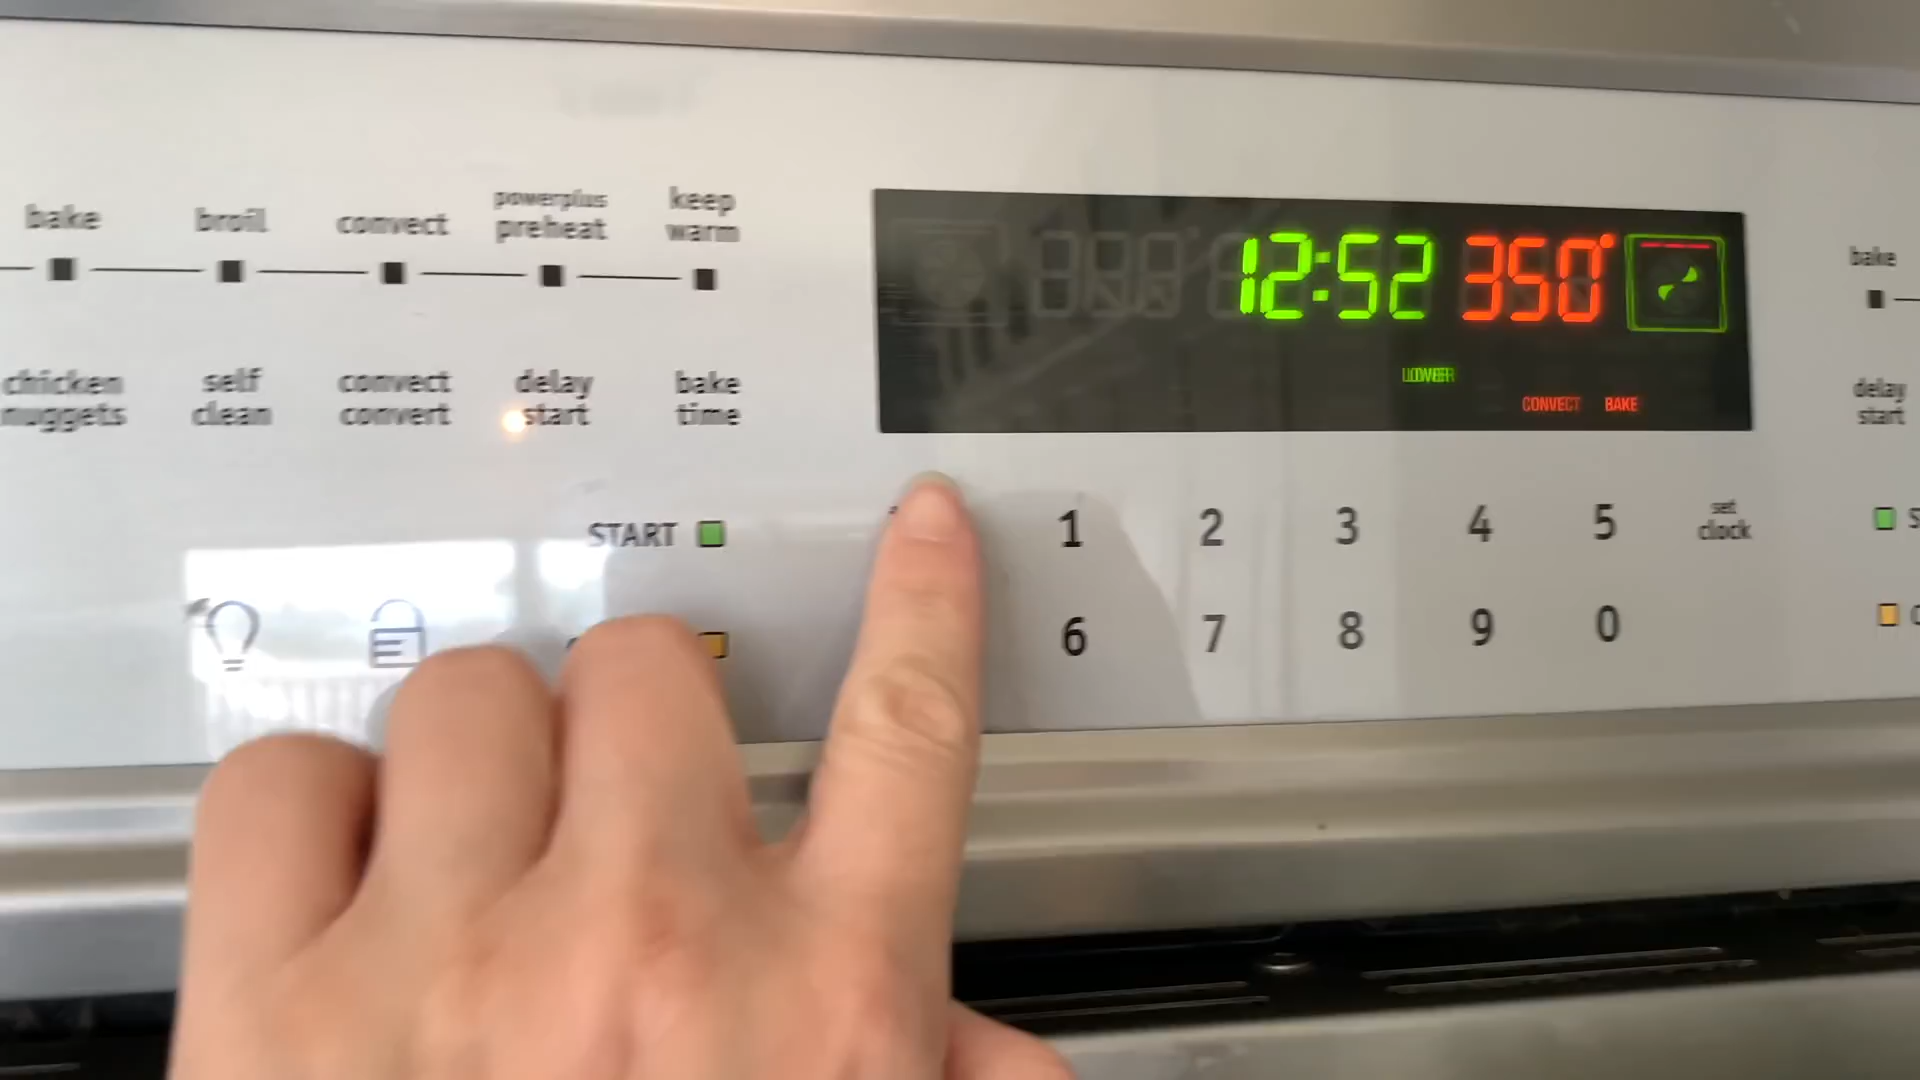 bake
broil
convect
powerplus
preheat
keep
warm
chicken
nuggets
self
clean
convect
convert
delay
start
bake
time
START
12:52 350°
LOWER
CONVECT BAKE
1 2 3 4 5
set
clock
6 7 8 9 0
bake
delay
start